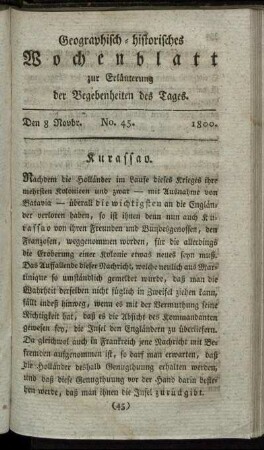 Geographisch-historisches
Wochenblatt
zur Erläuterung
der Begebenheiten des Tages.
Den 8 Novbr. No. 45. 1800.
Kurassao.
Nachdem die Holländer im Laufe dieses Krieges ihre
mehrsten Kolonieen und zwar — mit Ausnahme von
Batavia — überall die wichtigsten an die Englän-
der verloren haben, so ist ihnen denn nun auch Ku-
rassao von ihren Freunden und Bundesgenossen, den
Franzosen, weggenommen worden, für die allerdings
die Eroberung einer Kolonie etwas neues seyn muß.
Das Auffallende dieser Nachricht, welche neulich aus Mar-
tinique so umständlich gemeldet wurde, daß man die
Wahrheit derselben nicht füglich in Zweifel ziehen kann,
fällt indeß hinweg, wenn es mit der Vermuthung seine
Richtigkeit hat, daß es die Absicht des Kommandanten
gewesen sey, die Insel den Engländern zu überliefern.
Da gleichwol auch in Frankreich jene Nachricht mit Be-
fremden aufgenommen ist, so darf man erwarten, daß
die Holländer deshalb Genugthuung erhalten werden,
und daß diese Genugthuung vor der Hand darin beste-
hen werde, daß man ihnen die Insel zurückgibt.
(45)